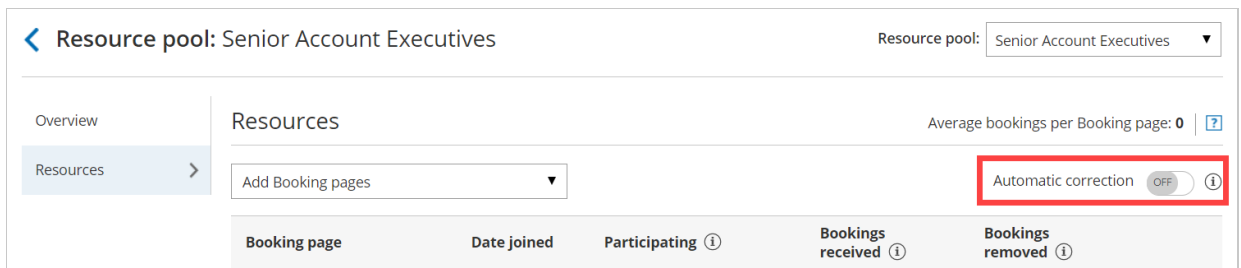 Resource pool: Senior Account Executives
Resource pool: Senior Account Executives
Overview
Resources
Resources
Average bookings per Booking page: 0 ?
Add Booking pages
Automatic correction OFF i
Booking page Date joined Participating i Bookings received i Bookings removed i